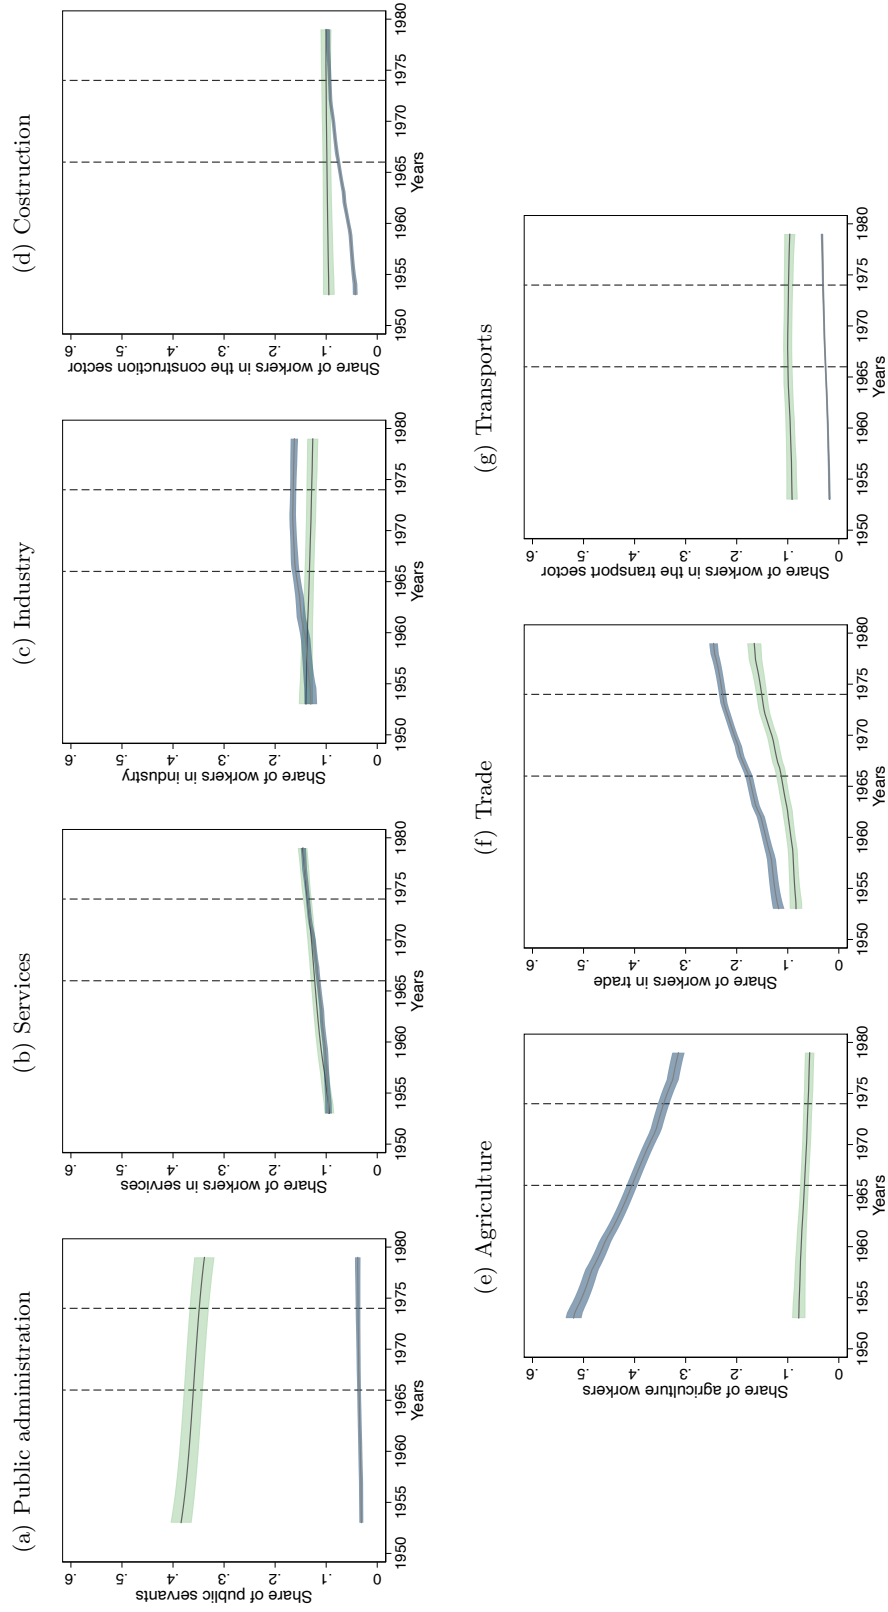 (a) Public administration
Share of public servants
0 .1 .2 .3 .4 .5 .6
1950 1955 1960 1965 1970 1975 1980
Years
(b) Services
Share of workers in services
0 .1 .2 .3 .4 .5 .6
1950 1955 1960 1965 1970 1975 1980
Years
(c) Industry
Share of workers in industry
0 .1 .2 .3 .4 .5 .6
1950 1955 1960 1965 1970 1975 1980
Years
(d) Costruction
Share of workers in the construction sector
0 .1 .2 .3 .4 .5 .6
1950 1955 1960 1965 1970 1975 1980
Years
(e) Agriculture
Share of agriculture workers
0 .1 .2 .3 .4 .5 .6
1950 1955 1960 1965 1970 1975 1980
Years
(f) Trade
Share of workers in trade
0 .1 .2 .3 .4 .5 .6
1950 1955 1960 1965 1970 1975 1980
Years
(g) Transports
Share of workers in the transport sector
0 .1 .2 .3 .4 .5 .6
1950 1955 1960 1965 1970 1975 1980
Years